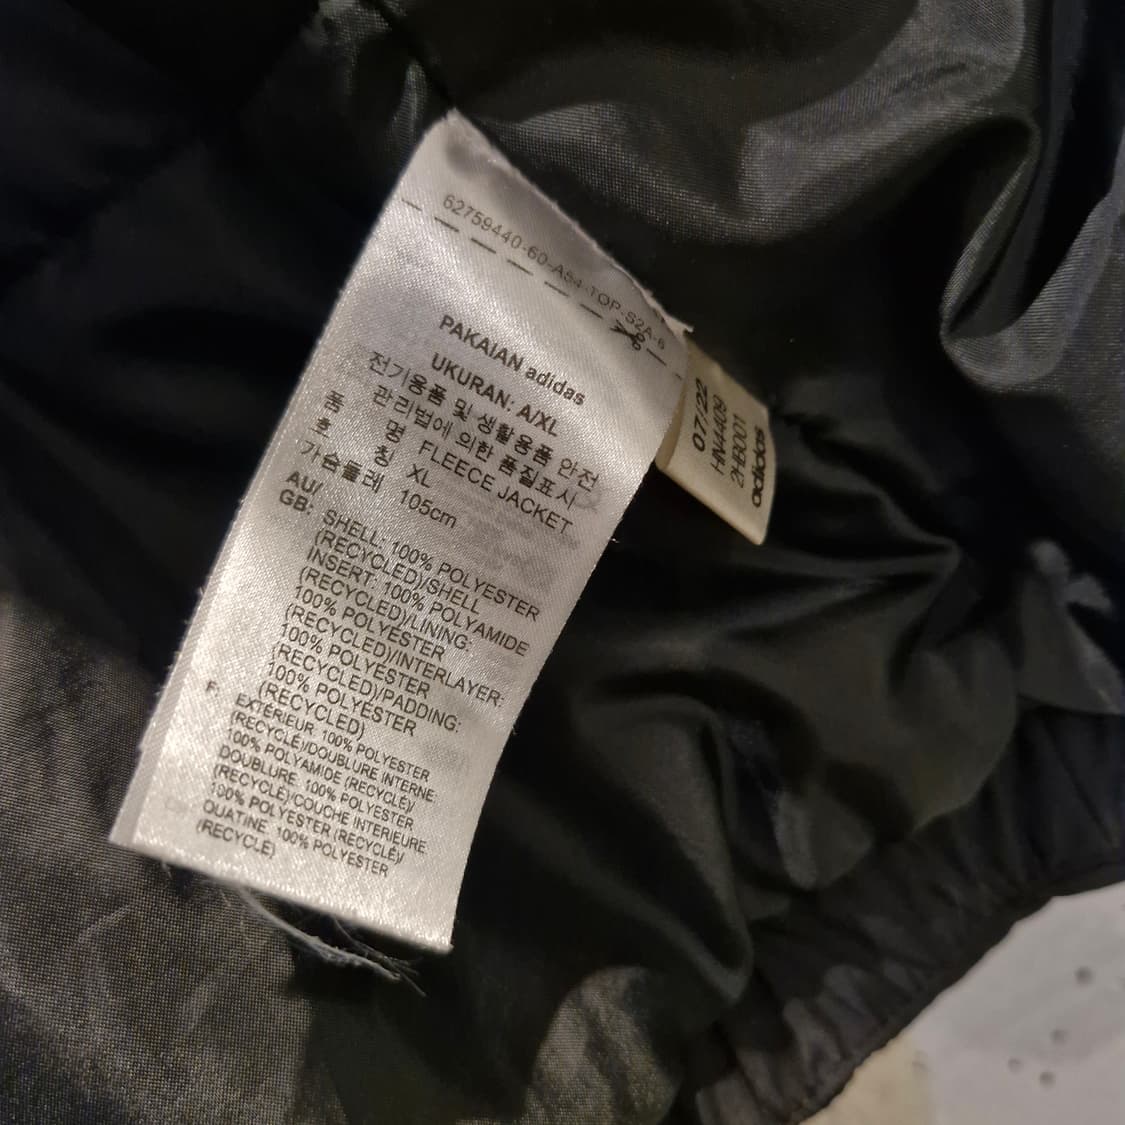 62759440-60-A84-TOP-S2A-6
PAKAIAN adidas
UKURAN: A/XL
전기용품 및 생활용품 안전
관리법에 의한 품질표시
품 명 FLEECE JACKET
호 칭 XL
가슴둘레 105cm
AU/
GB: SHELL: 100% POLYESTER
(RECYCLED)/SHELL
INSERT: 100% POLYAMIDE
(RECYCLED)/LINING:
100% POLYESTER
(RECYCLED)/INTERLAYER:
100% POLYESTER
(RECYCLED)/PADDING:
100% POLYESTER
(RECYCLED)
F: EXTÉRIEUR: 100% POLYESTER
(RECYCLÉ)/DOUBLURE INTERNE:
100% POLYAMIDE (RECYCLÉ)/
DOUBLURE: 100% POLYESTER
(RECYCLÉ)/COUCHE INTÉRIEURE:
100% POLYESTER (RECYCLÉ)/
OUATINE: 100% POLYESTER
(RECYCLÉ)
07/22
HN4409
2HB001
adidas